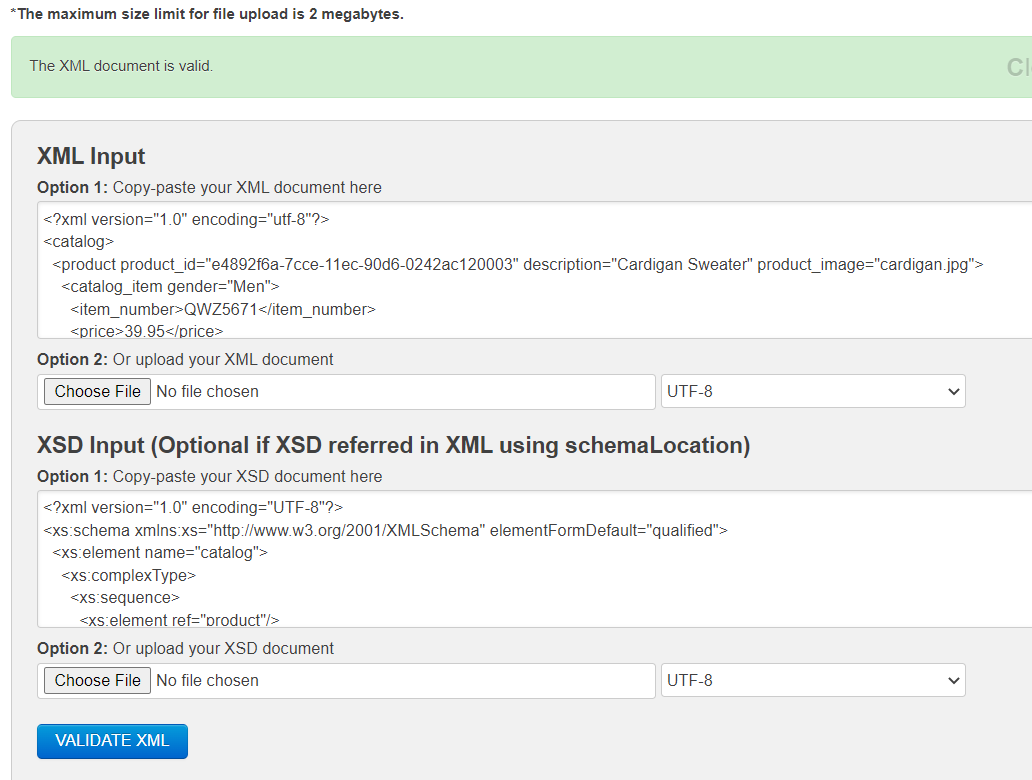 *The maximum size limit for file upload is 2 megabytes.
The XML document is valid.
XML Input
Option 1: Copy-paste your XML document here
<?xml version="1.0" encoding="utf-8"?>
<catalog>
<product product_id="e4892f6a-7cce-11ec-90d6-0242ac120003" description="Cardigan Sweater" product_image="cardigan.jpg">
<catalog_item gender="Men">
<item_number>QWZ5671</item_number>
<price>39.95</price>
Option 2: Or upload your XML document
Choose File No file chosen
UTF-8
XSD Input (Optional if XSD referred in XML using schemaLocation)
Option 1: Copy-paste your XSD document here
<?xml version="1.0" encoding="UTF-8"?>
<xs:schema xmlns:xs="http://www.w3.org/2001/XMLSchema" elementFormDefault="qualified">
<xs:element name="catalog">
<xs:complexType>
<xs:sequence>
<xs:element ref="product"/>
Option 2: Or upload your XSD document
Choose File No file chosen
UTF-8
VALIDATE XML